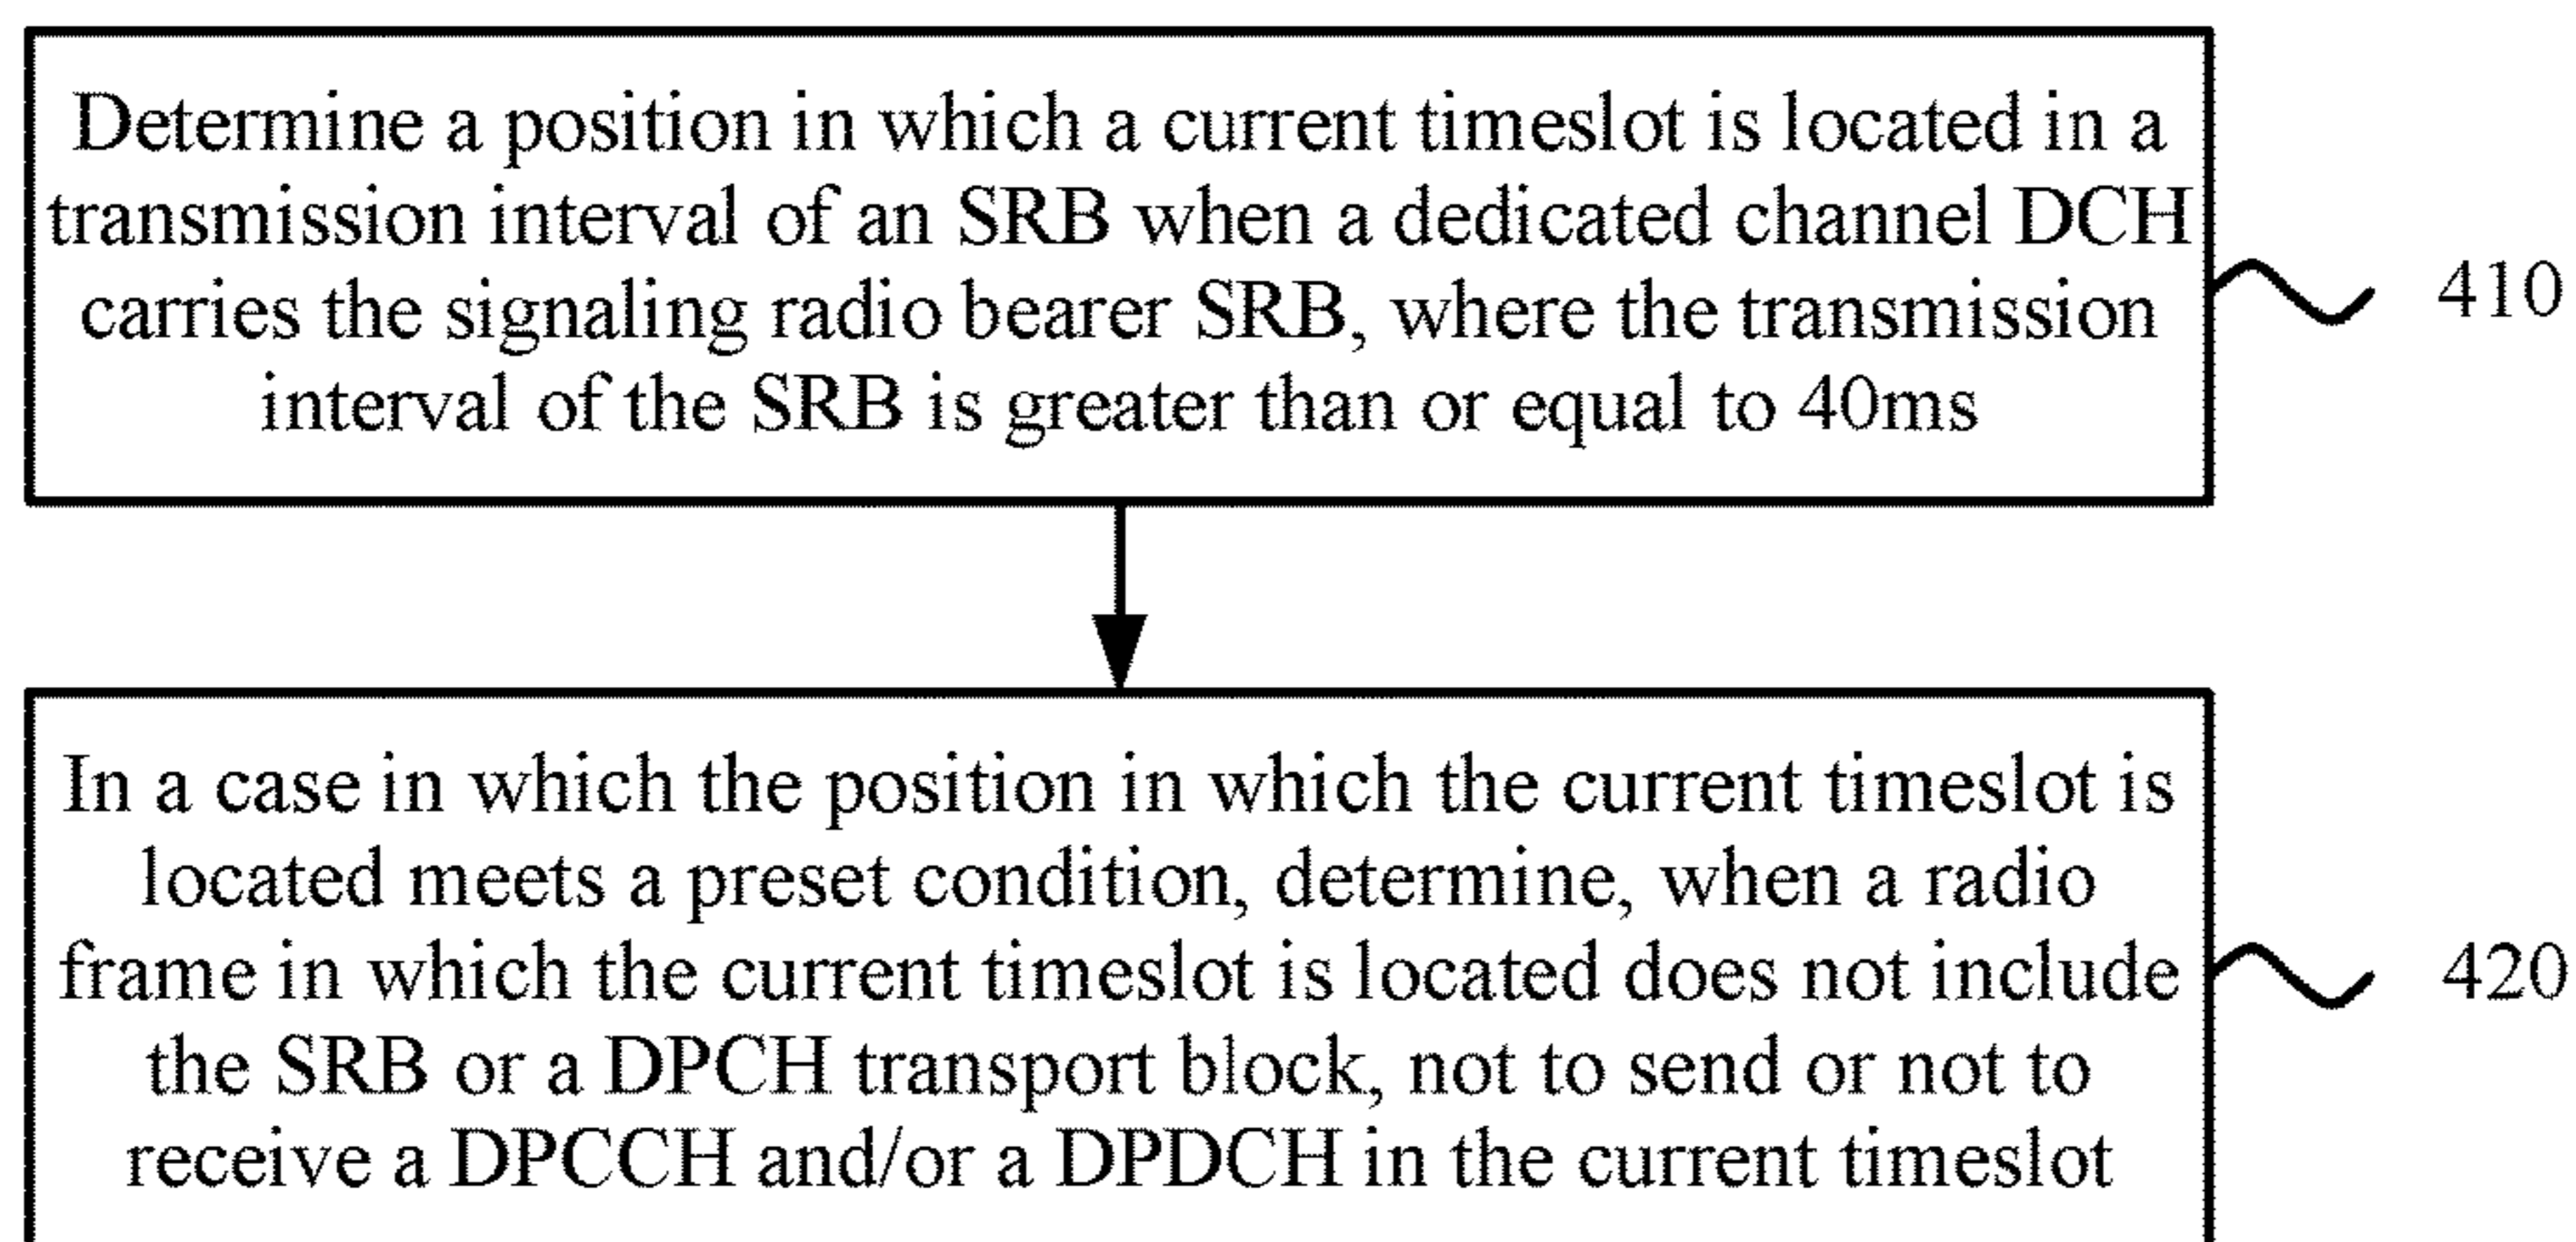 Determine a position in which a current timeslot is located in a
transmission interval of an SRB when a dedicated channel DCH
carries the signaling radio bearer SRB, where the transmission
interval of the SRB is greater than or equal to 40ms
410
In a case in which the position in which the current timeslot is
located meets a preset condition, determine, when a radio
frame in which the current timeslot is located does not include
the SRB or a DPCH transport block, not to send or not to
receive a DPCCH and/or a DPDCH in the current timeslot
420